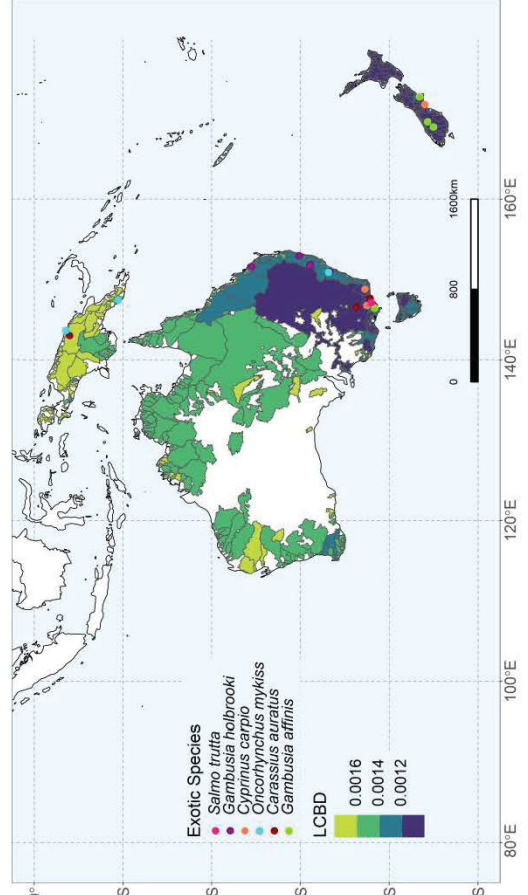 Exotic Species
Salmo trutta
Gambusia holbrooki
Cyprinus carpio
Oncorhynchus mykiss
Carassius auratus
Gambusia affinis
LCBD
0.0016
0.0014
0.0012
0 800 1600km
80°E 100°E 120°E 140°E 160°E